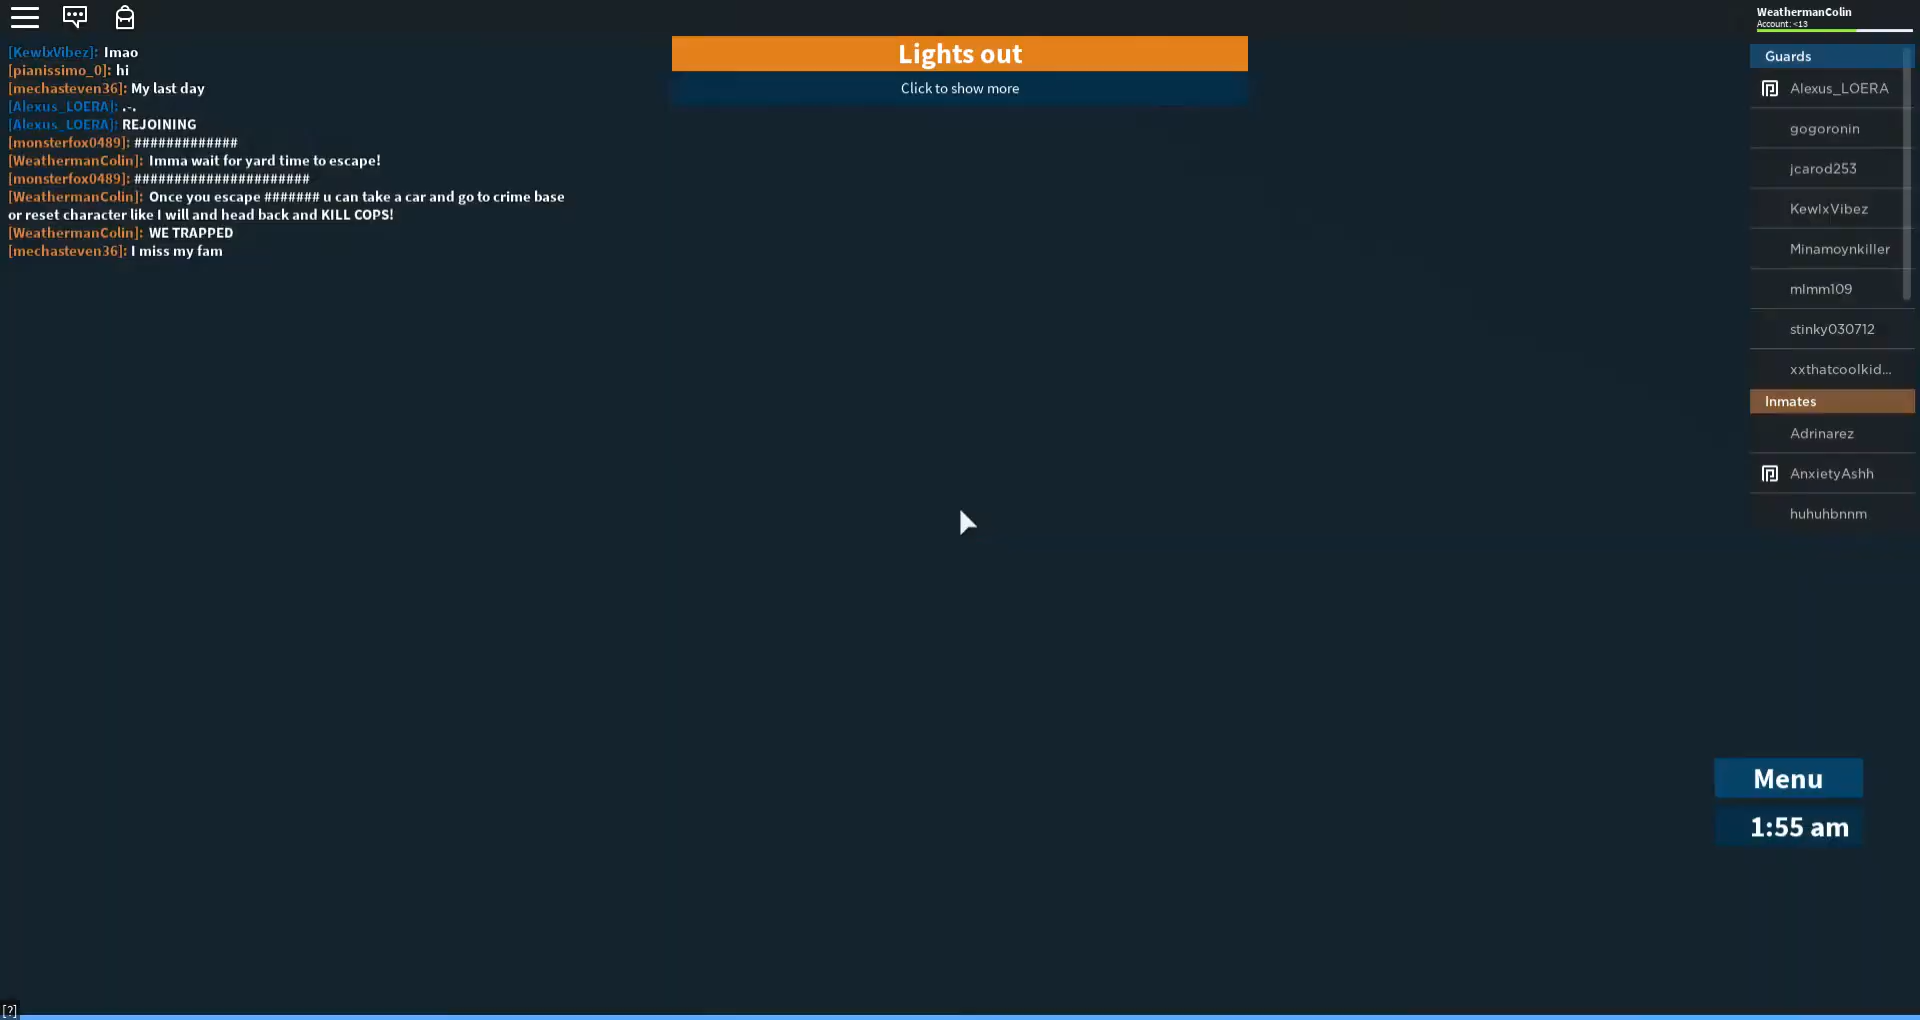 WeathermanColin
Account: <13
[KewlxVibez]: lmao
[pianissimo_0]: hi
[mechasteven36]: My last day
[Alexus_LOERA]: .-.
[Alexus_LOERA]: REJOINING
[monsterfox0489]: #############
[WeathermanColin]: Imma wait for yard time to escape!
[monsterfox0489]: ######################
[WeathermanColin]: Once you escape ####### u can take a car and go to crime base
or reset character like I will and head back and KILL COPS!
[WeathermanColin]: WE TRAPPED
[mechasteven36]: I miss my fam
Lights out
Click to show more
Guards
Alexus_LOERA
gogoronin
jcarod253
KewlxVibez
Minamoynkiller
mlmm109
stinky030712
xxthatcoolkid...
Inmates
Adrinarez
AnxietyAshh
huhuhbnnm
Menu
1:55 am
[?]